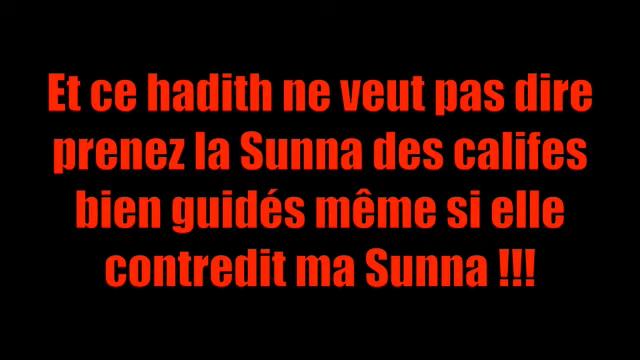 Et ce hadith ne veut pas dire
prenez la Sunna des califes
bien guidés même si elle
contredit ma Sunna !!!